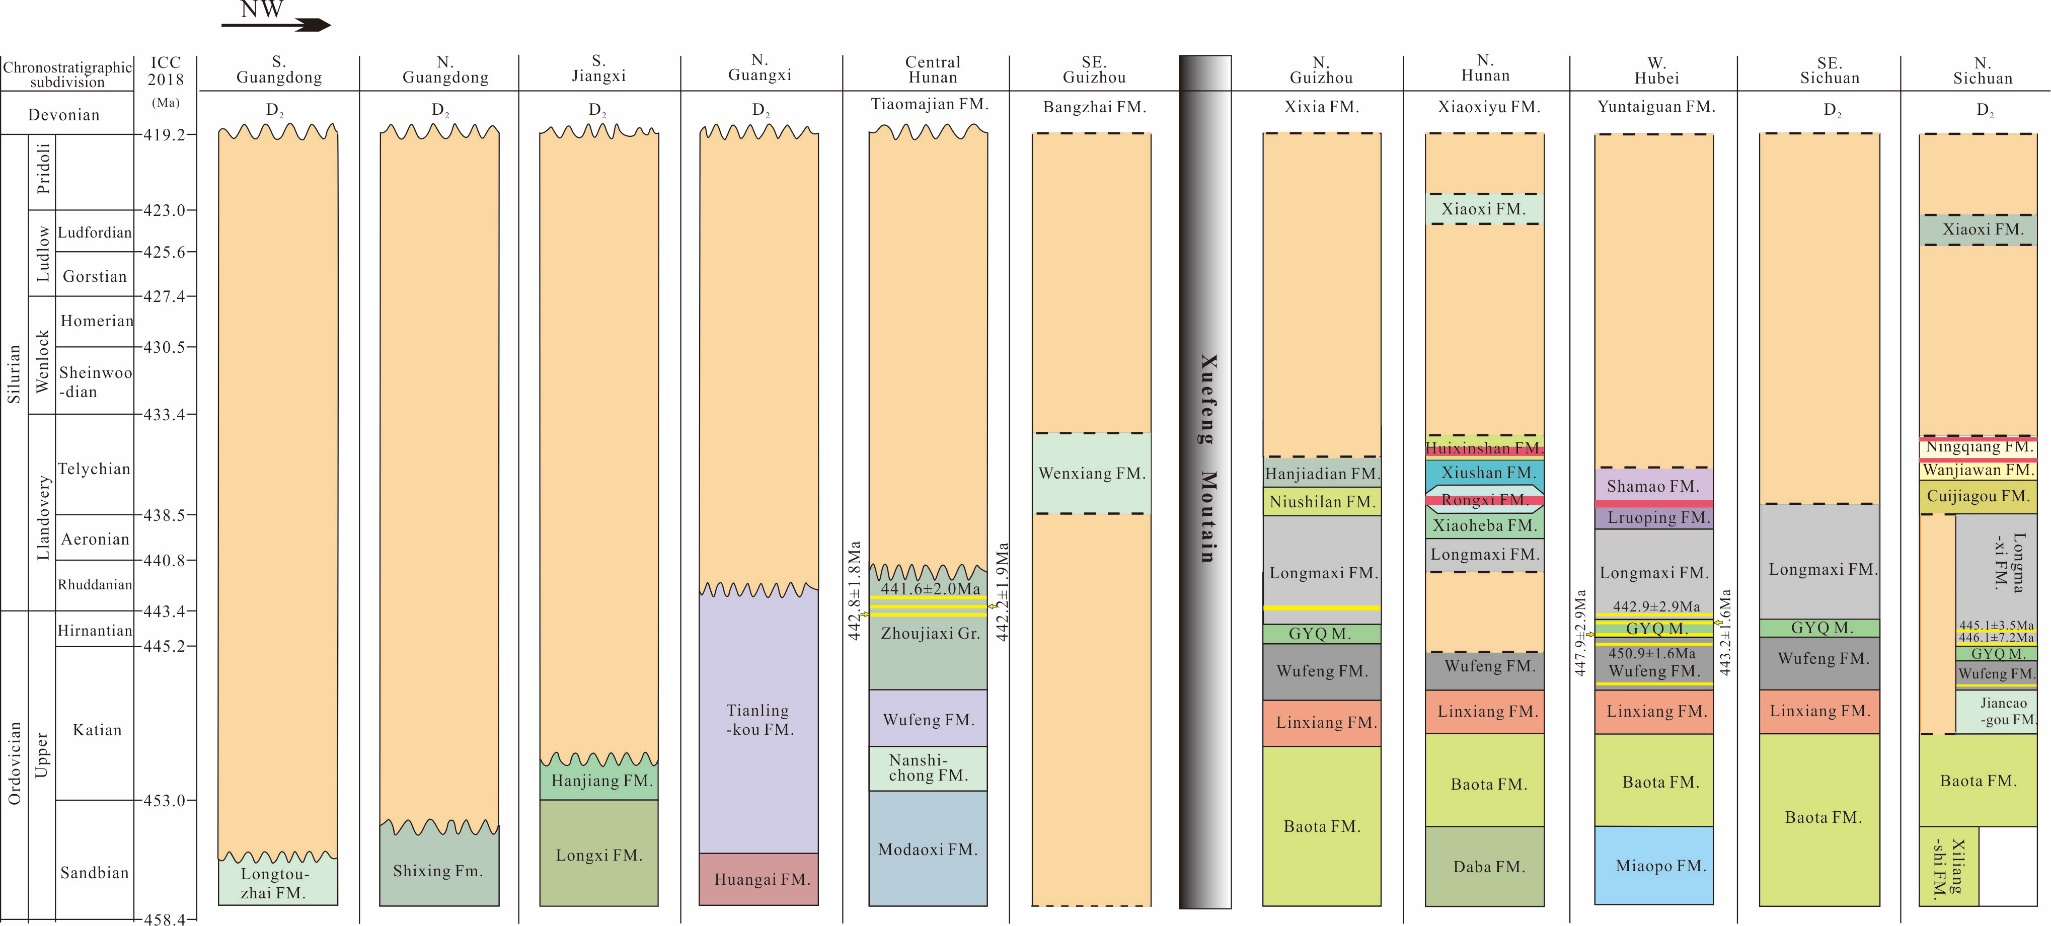 NW
Chronostratigraphic
subdivision
ICC
2018
(Ma)
S.
Guangdong
N.
Guangdong
S.
Jiangxi
N.
Guangxi
Central
Hunan
SE.
Guizhou
N.
Guizhou
N.
Hunan
W.
Hubei
SE.
Sichuan
N.
Sichuan
Devonian
D₂
D₂
D₂
D₂
Tiaomajian FM.
Bangzhai FM.
Xixia FM.
Xiaoxiyu FM.
Yuntaiguan FM.
D₂
D₂
Silurian
Ordovician
Pridoli
Ludlow
Wenlock
Llandovery
Upper
Ludfordian
Gorstian
Homerian
Sheinwoo
-dian
Telychian
Aeronian
Rhuddanian
Hirnantian
Katian
Sandbian
419.2
423.0
425.6
427.4
430.5
433.4
438.5
440.8
443.4
445.2
453.0
458.4
Longtou-
zhai FM.
Shixing Fm.
Hanjiang FM.
Longxi FM.
Tianling
-kou FM.
Huangai FM.
442.8±1.8Ma
441.6±2.0Ma
442.2±1.9Ma
Zhoujiaxi Gr.
Wufeng FM.
Nanshi-
chong FM.
Modaoxi FM.
Wenxiang FM.
Xuefeng Moutain
Hanjiadian FM.
Niushilan FM.
Longmaxi FM.
GYQ M.
Wufeng FM.
Linxiang FM.
Baota FM.
Xiaoxi FM.
Huixinshan FM.
Xiushan FM.
Rongxi FM.
Xiaoheba FM.
Longmaxi FM.
Wufeng FM.
Linxiang FM.
Baota FM.
Daba FM.
Shamao FM.
Lruoping FM.
Longmaxi FM.
442.9±2.9Ma
GYQ M.
447.9±2.9Ma
443.2±1.6Ma
450.9±1.6Ma
Wufeng FM.
Linxiang FM.
Baota FM.
Miaopo FM.
Longmaxi FM.
GYQ M.
Wufeng FM.
Linxiang FM.
Baota FM.
Xiaoxi FM.
Ningqiang FM.
Wanjiawan FM.
Cuijiagou FM.
Longma
-xi FM.
445.1±3.5Ma
446.1±7.2Ma
GYQ M.
Wufeng FM.
Jiancao
-gou FM.
Baota FM.
Xiliang
-shi FM.